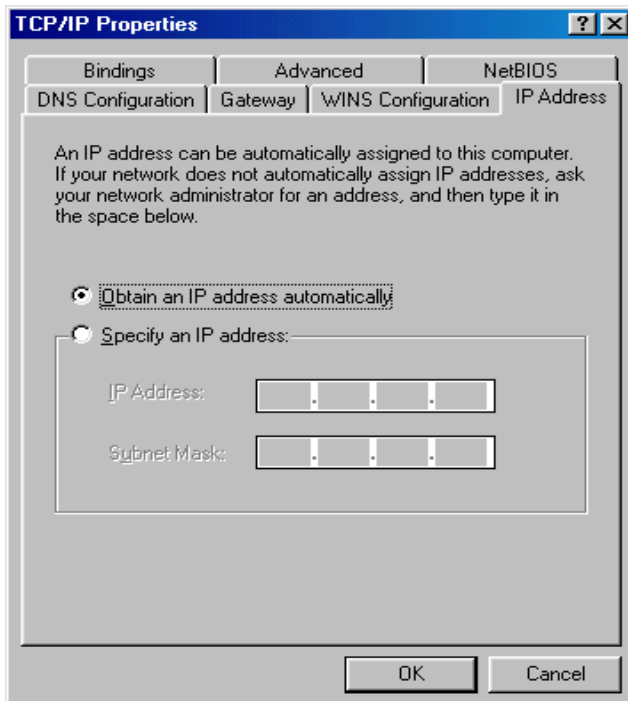 TCP/IP Properties
Bindings Advanced NetBIOS
DNS Configuration Gateway WINS Configuration IP Address
An IP address can be automatically assigned to this computer.
If your network does not automatically assign IP addresses, ask
your network administrator for an address, and then type it in
the space below.
Obtain an IP address automatically
Specify an IP address:
IP Address:
Subnet Mask:
OK Cancel